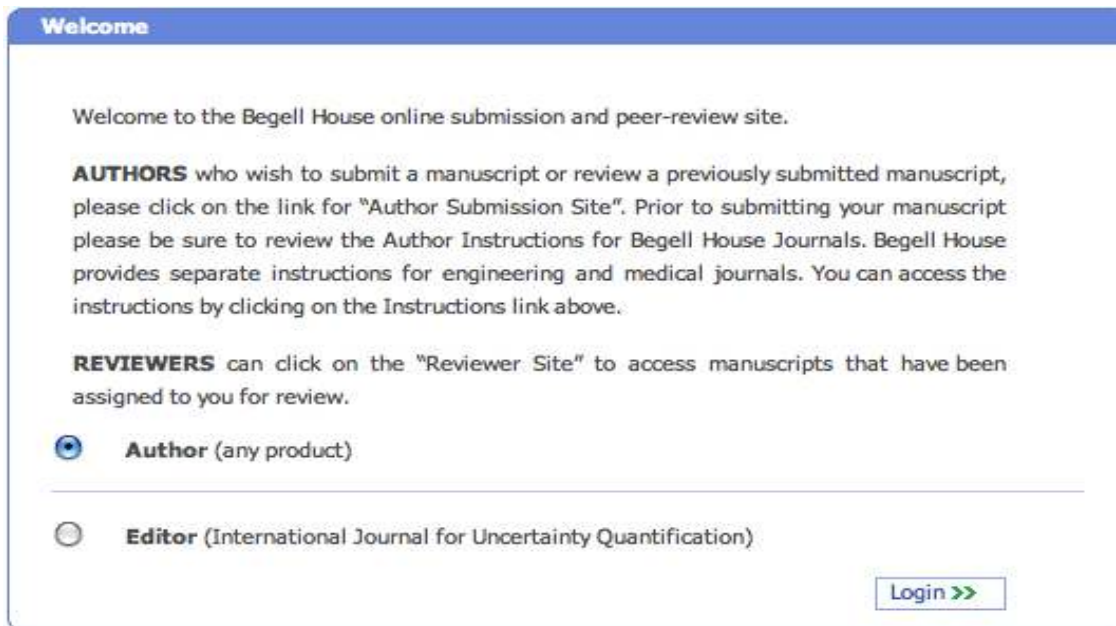 Welcome
Welcome to the Begell House online submission and peer-review site.
AUTHORS who wish to submit a manuscript or review a previously submitted manuscript,
please click on the link for “Author Submission Site”. Prior to submitting your manuscript
please be sure to review the Author Instructions for Begell House Journals. Begell House
provides separate instructions for engineering and medical journals. You can access the
instructions by clicking on the Instructions link above.
REVIEWERS can click on the “Reviewer Site” to access manuscripts that have been
assigned to you for review.
Author (any product)
Editor (International Journal for Uncertainty Quantification)
Login >>